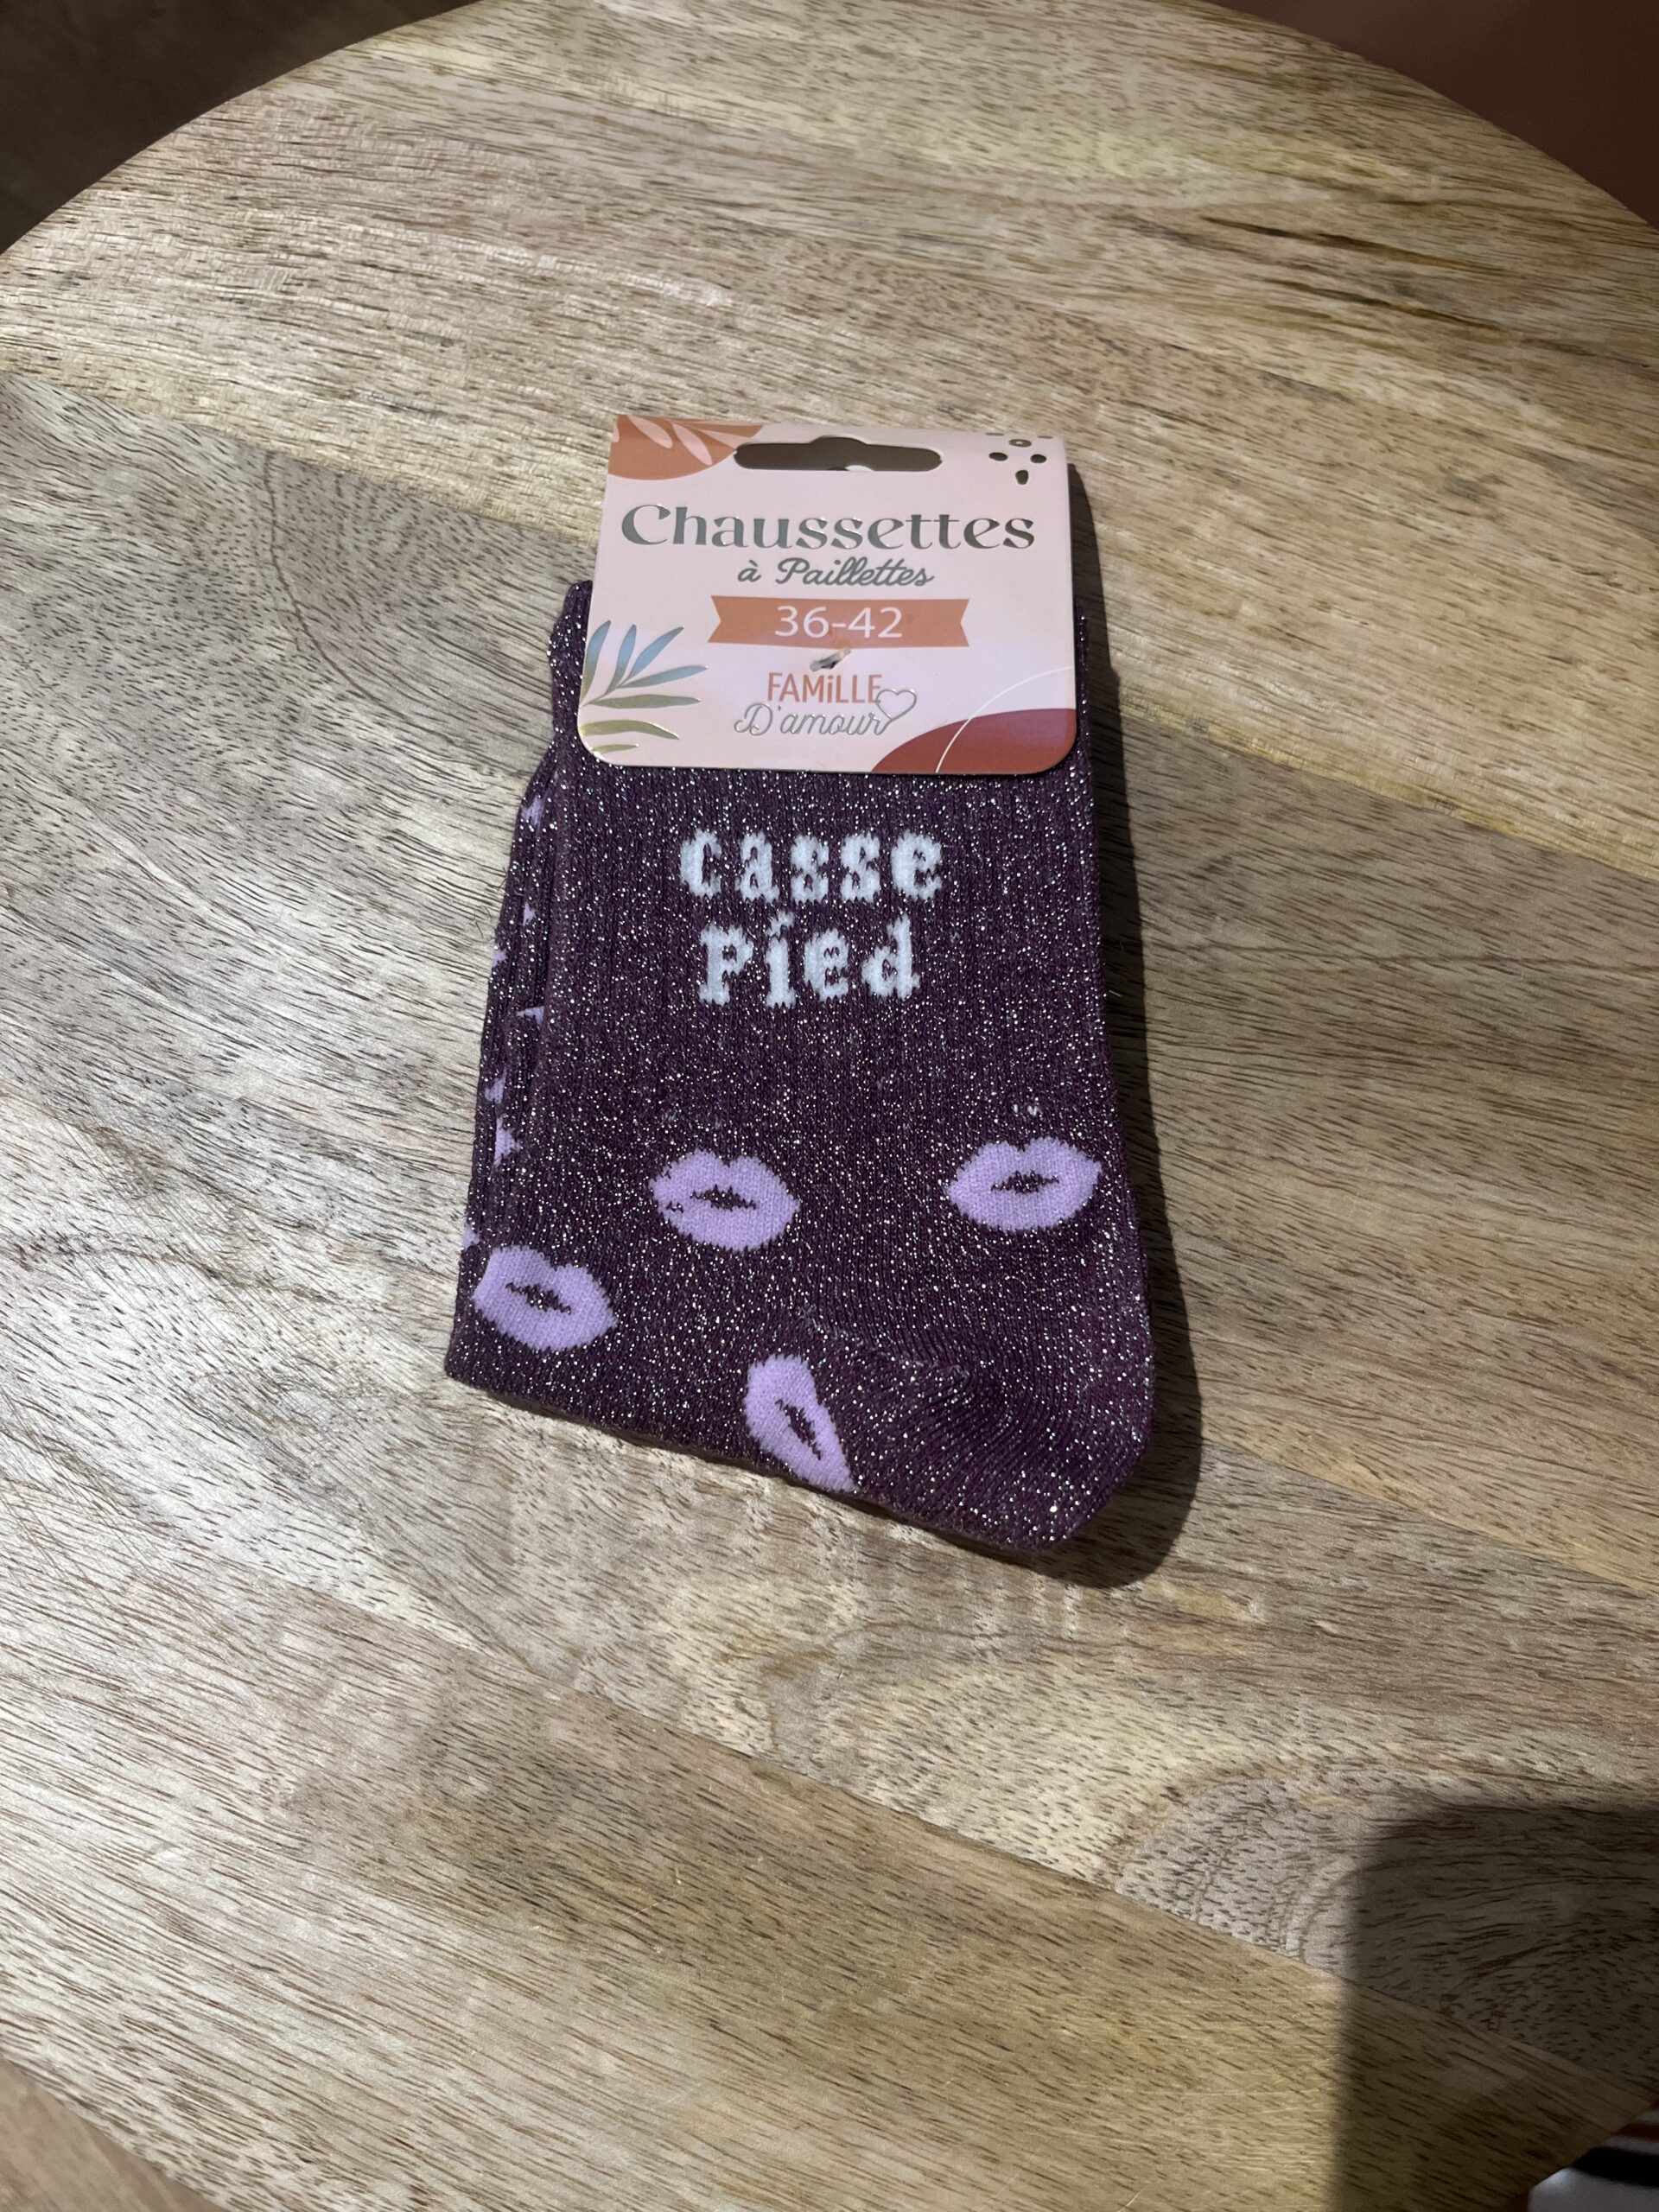 Chaussettes
à Paillettes
36-42
FAMiLLE
D'amour
casse
Pied